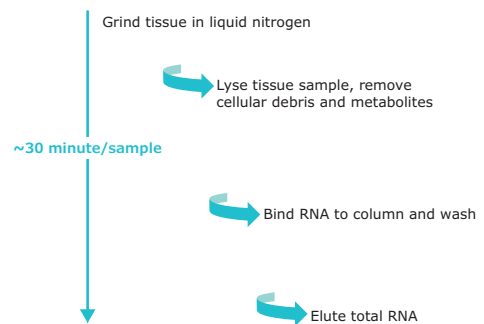 Grind tissue in liquid nitrogen
Lyse tissue sample, remove
cellular debris and metabolites
~30 minute/sample
Bind RNA to column and wash
Elute total RNA